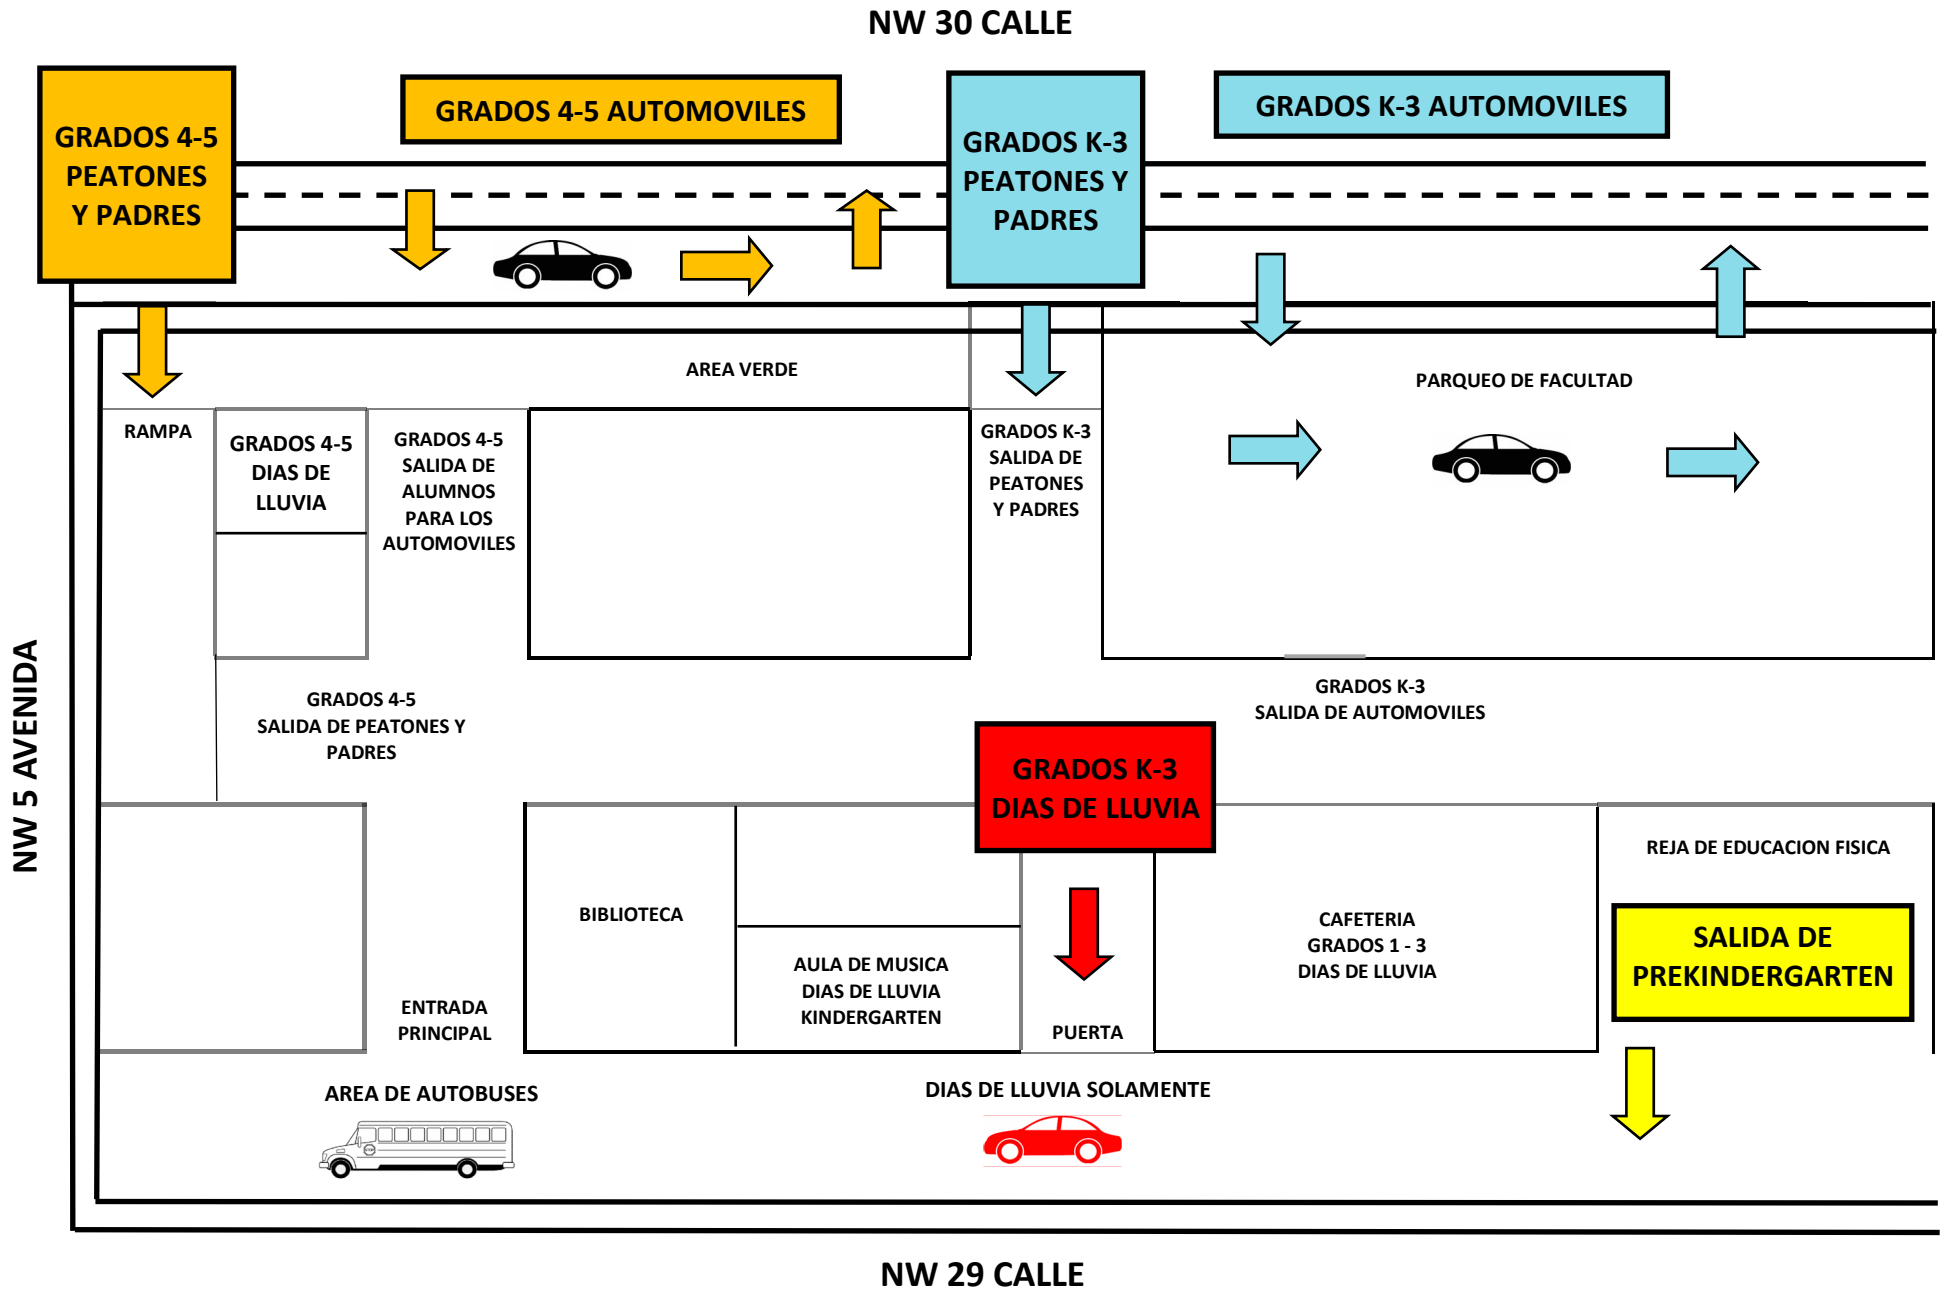 NW 30 CALLE
GRADOS 4-5
PEATONES
Y PADRES
GRADOS 4-5 AUTOMOVILES
GRADOS K-3
PEATONES Y
PADRES
GRADOS K-3 AUTOMOVILES
AREA VERDE
PARQUEO DE FACULTAD
RAMPA
GRADOS 4-5
DIAS DE
LLUVIA
GRADOS 4-5
SALIDA DE
ALUMNOS
PARA LOS
AUTOMOVILES
GRADOS K-3
SALIDA DE
PEATONES
Y PADRES
NW 5 AVENIDA
GRADOS 4-5
SALIDA DE PEATONES Y
PADRES
GRADOS K-3
SALIDA DE AUTOMOVILES
GRADOS K-3
DIAS DE LLUVIA
REJA DE EDUCACION FISICA
BIBLIOTECA
AULA DE MUSICA
DIAS DE LLUVIA
KINDERGARTEN
CAFETERIA
GRADOS 1 - 3
DIAS DE LLUVIA
SALIDA DE
PREKINDERGARTEN
ENTRADA
PRINCIPAL
PUERTA
AREA DE AUTOBUSES
DIAS DE LLUVIA SOLAMENTE
STOP
NW 29 CALLE